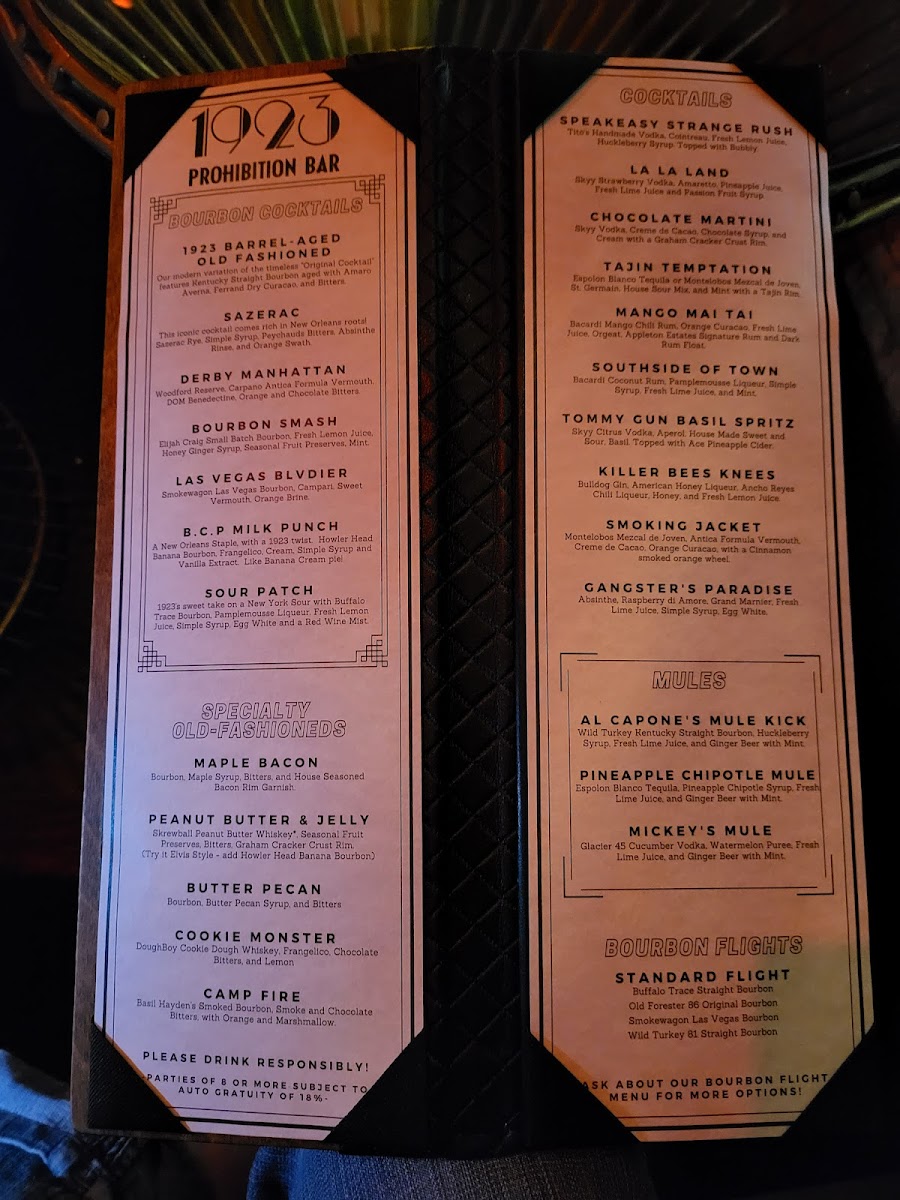 1923
PROHIBITION BAR
BOURBON COCKTAILS
1923 BARREL-AGED
OLD FASHIONED
Our modern variation of the timeless "Original Cocktail"
features Kentucky Straight Bourbon aged with Amaro
Averna, Ferrand Dry Curacao, and Bitters.
SAZERAC
This iconic cocktail comes rich in New Orleans roots!
Sazerac Rye, Simple Syrup, Peychauds Bitters, Absinthe
Rinse, and Orange Swath.
DERBY MANHATTAN
Woodford Reserve, Carpano Antica Formula Vermouth,
DOM Benedectine, Orange and Chocolate Bitters.
BOURBON SMASH
Elijah Craig Small Batch Bourbon, Fresh Lemon Juice,
Honey Ginger Syrup, Seasonal Fruit Preserves, Mint.
LAS VEGAS BLVDIER
Smokewagon Las Vegas Bourbon, Campari, Sweet
Vermouth, Orange Brine.
B.C.P MILK PUNCH
A New Orleans Staple, with a 1923 twist. Howler Head
Banana Bourbon, Frangelico, Cream, Simple Syrup and
Vanilla Extract. Like Banana Cream pie!
SOUR PATCH
1923's sweet take on a New York Sour with Buffalo
Trace Bourbon, Pamplemousse Liqueur, Fresh Lemon
Juice, Simple Syrup, Egg White and a Red Wine Mist.
SPECIALTY
OLD-FASHIONEDS
MAPLE BACON
Bourbon, Maple Syrup, Bitters, and House Seasoned
Bacon Rim Garnish.
PEANUT BUTTER & JELLY
Skrewball Peanut Butter Whiskey*, Seasonal Fruit
Preserves, Bitters, Graham Cracker Crust Rim.
(Try it Elvis Style - add Howler Head Banana Bourbon)
BUTTER PECAN
Bourbon, Butter Pecan Syrup, and Bitters
COOKIE MONSTER
DoughBoy Cookie Dough Whiskey, Frangelico, Chocolate
Bitters, and Lemon
CAMP FIRE
Basil Hayden's Smoked Bourbon, Smoke and Chocolate
Bitters, with Orange and Marshmallow.
PLEASE DRINK RESPONSIBLY!
-PARTIES OF 8 OR MORE SUBJECT TO
AUTO GRATUITY OF 18%-
COCKTAILS
SPEAKEASY STRANGE RUSH
Tito's Handmade Vodka, Cointreau, Fresh Lemon Juice,
Huckleberry Syrup. Topped with Bubbly.
LA LA LAND
Skyy Strawberry Vodka, Amaretto, Pineapple Juice,
Fresh Lime Juice and Passion Fruit Syrup.
CHOCOLATE MARTINI
Skyy Vodka, Creme de Cacao, Chocolate Syrup, and
Cream with a Graham Cracker Crust Rim.
TAJIN TEMPTATION
Espolon Blanco Tequila or Montelobos Mezcal de Joven,
St. Germain, House Sour Mix, and Mint with a Tajin Rim.
MANGO MAI TAI
Bacardi Mango Chili Rum, Orange Curacao, Fresh Lime
Juice, Orgeat, Appleton Estates Signature Rum and Dark
Rum Float.
SOUTHSIDE OF TOWN
Bacardi Coconut Rum, Pamplemousse Liqueur, Simple
Syrup, Fresh Lime Juice, and Mint.
TOMMY GUN BASIL SPRITZ
Skyy Citrus Vodka, Aperol, House Made Sweet and
Sour, Basil. Topped with Ace Pineapple Cider.
KILLER BEES KNEES
Bulldog Gin, American Honey Liqueur, Ancho Reyes
Chili Liqueur, Honey, and Fresh Lemon Juice.
SMOKING JACKET
Montelobos Mezcal de Joven, Antica Formula Vermouth,
Creme de Cacao, Orange Curacao, with a Cinnamon
smoked orange wheel.
GANGSTER'S PARADISE
Absinthe, Raspberry di Amore, Grand Marnier, Fresh
Lime Juice, Simple Syrup, Egg White.
MULES
AL CAPONE'S MULE KICK
Wild Turkey Kentucky Straight Bourbon, Huckleberry
Syrup, Fresh Lime Juice, and Ginger Beer with Mint.
PINEAPPLE CHIPOTLE MULE
Espolon Blanco Tequila, Pineapple Chipotle Syrup, Fresh
Lime Juice, and Ginger Beer with Mint.
MICKEY'S MULE
Glacier 45 Cucumber Vodka, Watermelon Puree, Fresh
Lime Juice, and Ginger Beer with Mint.
BOURBON FLIGHTS
STANDARD FLIGHT
Buffalo Trace Straight Bourbon
Old Forester 86 Original Bourbon
Smokewagon Las Vegas Bourbon
Wild Turkey 81 Straight Bourbon
ASK ABOUT OUR BOURBON FLIGHT
MENU FOR MORE OPTIONS!